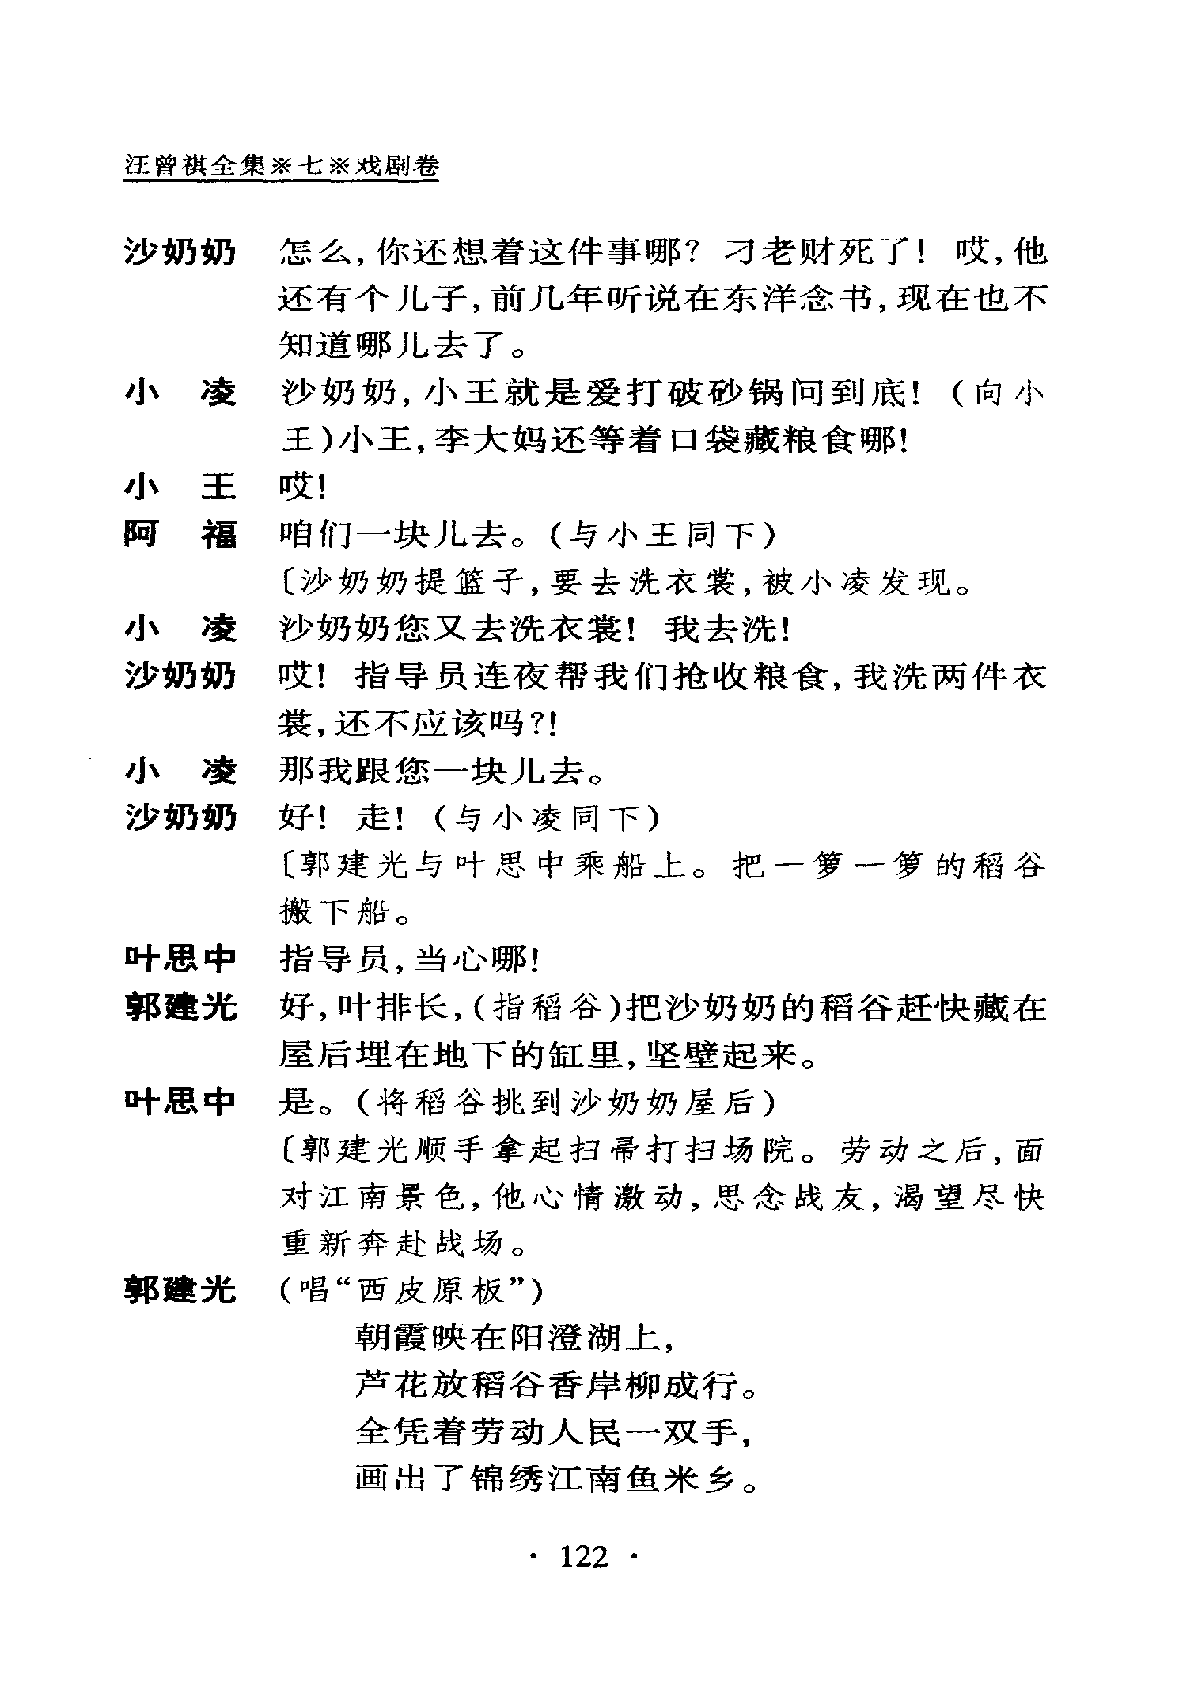 汪曾祺全集※七※戏剧卷
沙奶奶　怎么,你还想着这件事哪? 刁老财死了! 哎,他
还有个儿子,前几年听说在东洋念书,现在也不
知道哪儿去了。
小　凌　沙奶奶,小王就是爱打破砂锅问到底! (向小
王)小王,李大妈还等着口袋藏粮食哪!
小　王　哎!
阿　福　咱们一块儿去。(与小王同下)
〔沙奶奶提篮子,要去洗衣裳,被小凌发现。
小　凌　沙奶奶您又去洗衣裳! 我去洗!
沙奶奶　哎! 指导员连夜帮我们抢收粮食,我洗两件衣
裳,还不应该吗?!
小　凌　那我跟您一块儿去。
沙奶奶　好! 走! (与小凌同下)
〔郭建光与叶思中乘船上。把一箩一箩的稻谷
搬下船。
叶思中　指导员,当心哪!
郭建光　好,叶排长,(指稻谷)把沙奶奶的稻谷赶快藏在
屋后埋在地下的缸里,坚壁起来。
叶思中　是。(将稻谷挑到沙奶奶屋后)
〔郭建光顺手拿起扫帚打扫场院。劳动之后,面
对江南景色,他心情激动,思念战友,渴望尽快
重新奔赴战场。
郭建光　(唱“西皮原板”)
朝霞映在阳澄湖上,
芦花放稻谷香岸柳成行。
全凭着劳动人民一双手,
画出了锦绣江南鱼米乡。
· 122 ·